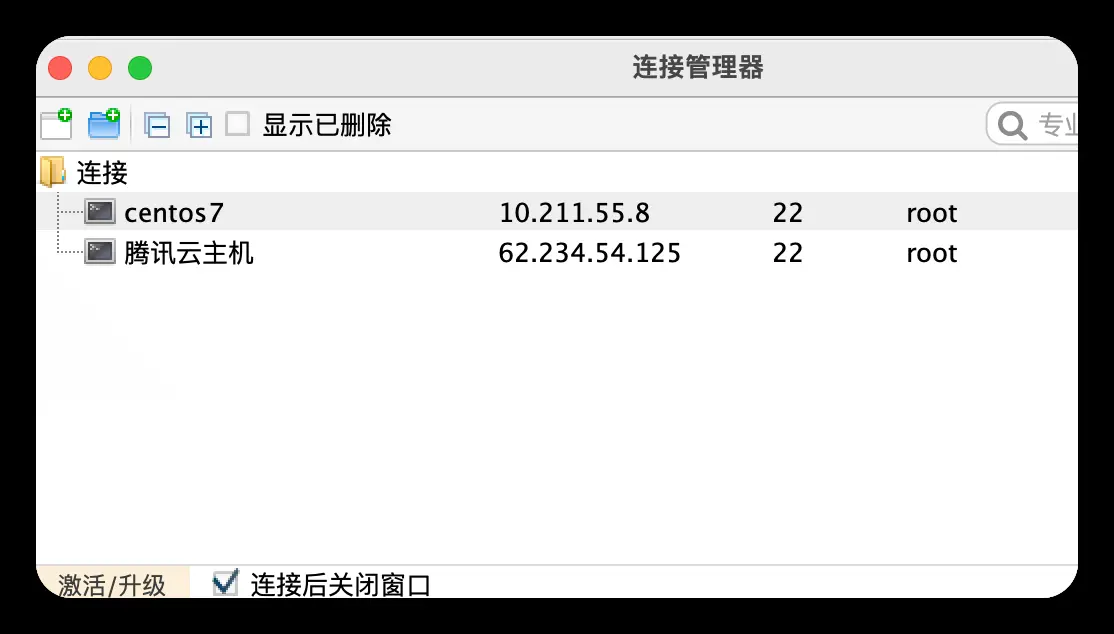 连接管理器
显示已删除 专业
连接
centos7 10.211.55.8 22 root
腾讯云主机 62.234.54.125 22 root
激活/升级 连接后关闭窗口